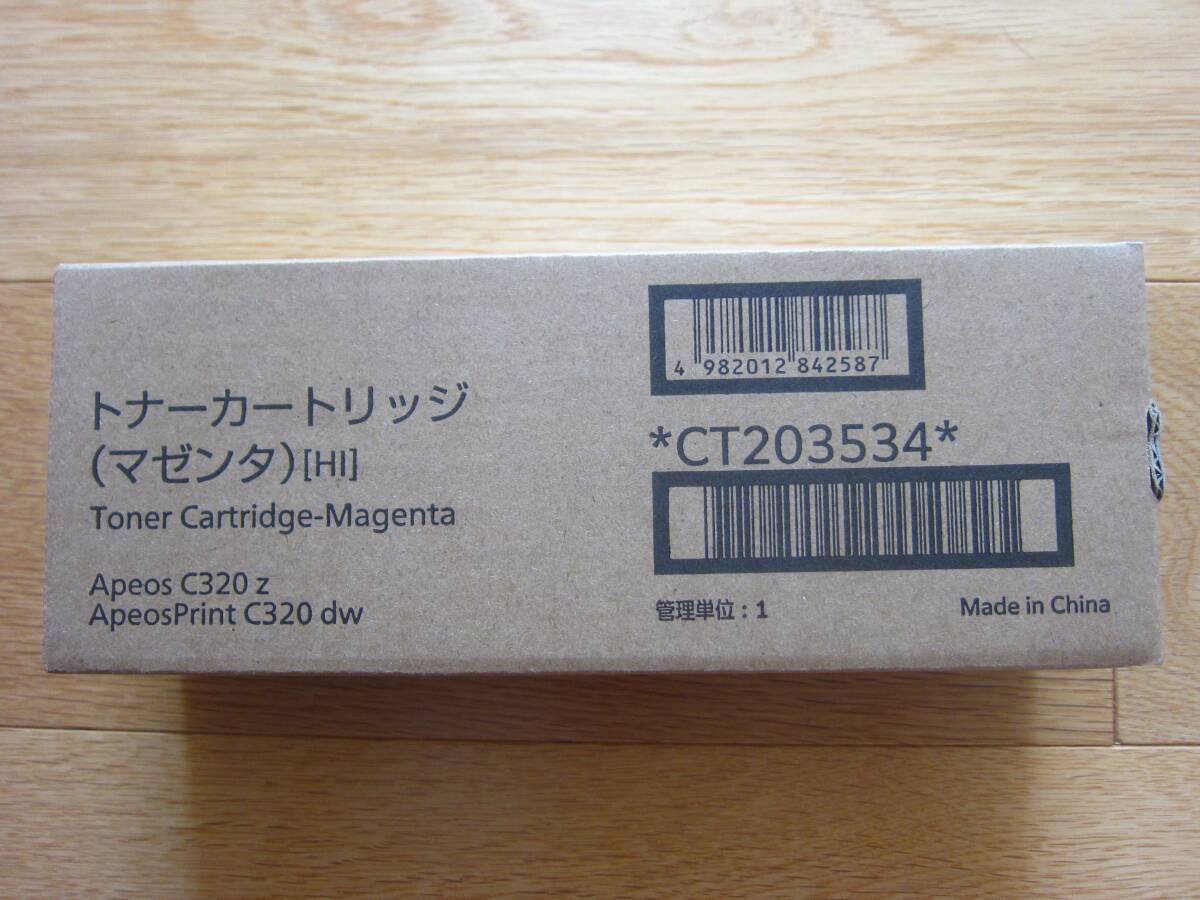 トナーカートリッジ
(マゼンタ)[HI]
Toner Cartridge-Magenta
Apeos C320 z
ApeosPrint C320 dw
4 982012 842587
*CT203534*
管理単位:1
Made in China